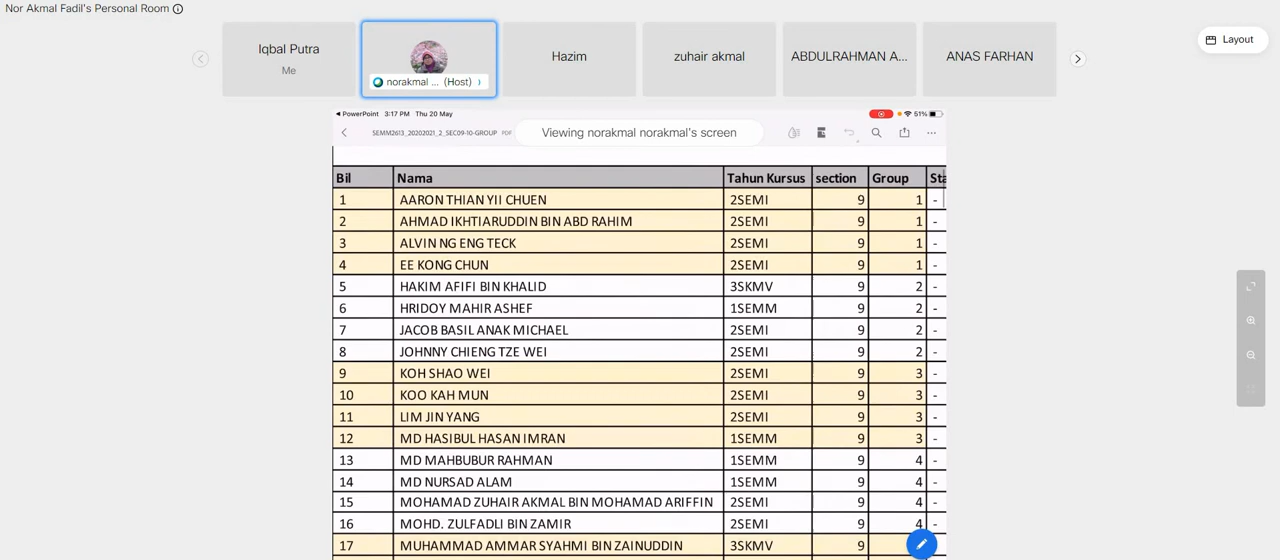 Nor Akmal Fadil's Personal Room
Layout
Iqbal Putra
Me
norakmal ... (Host)
Hazim
zuhair akmal
ABDULRAHMAN A...
ANAS FARHAN
PowerPoint 3:17 PM Thu 20 May 51%
SEMM2613_20202021_2_SEC09-10-GROUP PDF
Viewing norakmal norakmal's screen
Bil Nama Tahun Kursus section Group Sta
1 AARON THIAN YII CHUEN 2SEMI 9 1 -
2 AHMAD IKHTIARUDDIN BIN ABD RAHIM 2SEMI 9 1 -
3 ALVIN NG ENG TECK 2SEMI 9 1 -
4 EE KONG CHUN 2SEMI 9 1 -
5 HAKIM AFIFI BIN KHALID 3SKMV 9 2 -
6 HRIDOY MAHIR ASHEF 1SEMM 9 2 -
7 JACOB BASIL ANAK MICHAEL 2SEMI 9 2 -
8 JOHNNY CHIENG TZE WEI 2SEMI 9 2 -
9 KOH SHAO WEI 2SEMI 9 3 -
10 KOO KAH MUN 2SEMI 9 3 -
11 LIM JIN YANG 2SEMI 9 3 -
12 MD HASIBUL HASAN IMRAN 1SEMM 9 3 -
13 MD MAHBUBUR RAHMAN 1SEMM 9 4 -
14 MD NURSAD ALAM 1SEMM 9 4 -
15 MOHAMAD ZUHAIR AKMAL BIN MOHAMAD ARIFFIN 2SEMI 9 4 -
16 MOHD. ZULFADLI BIN ZAMIR 2SEMI 9 4 -
17 MUHAMMAD AMMAR SYAHMI BIN ZAINUDDIN 3SKMV 9